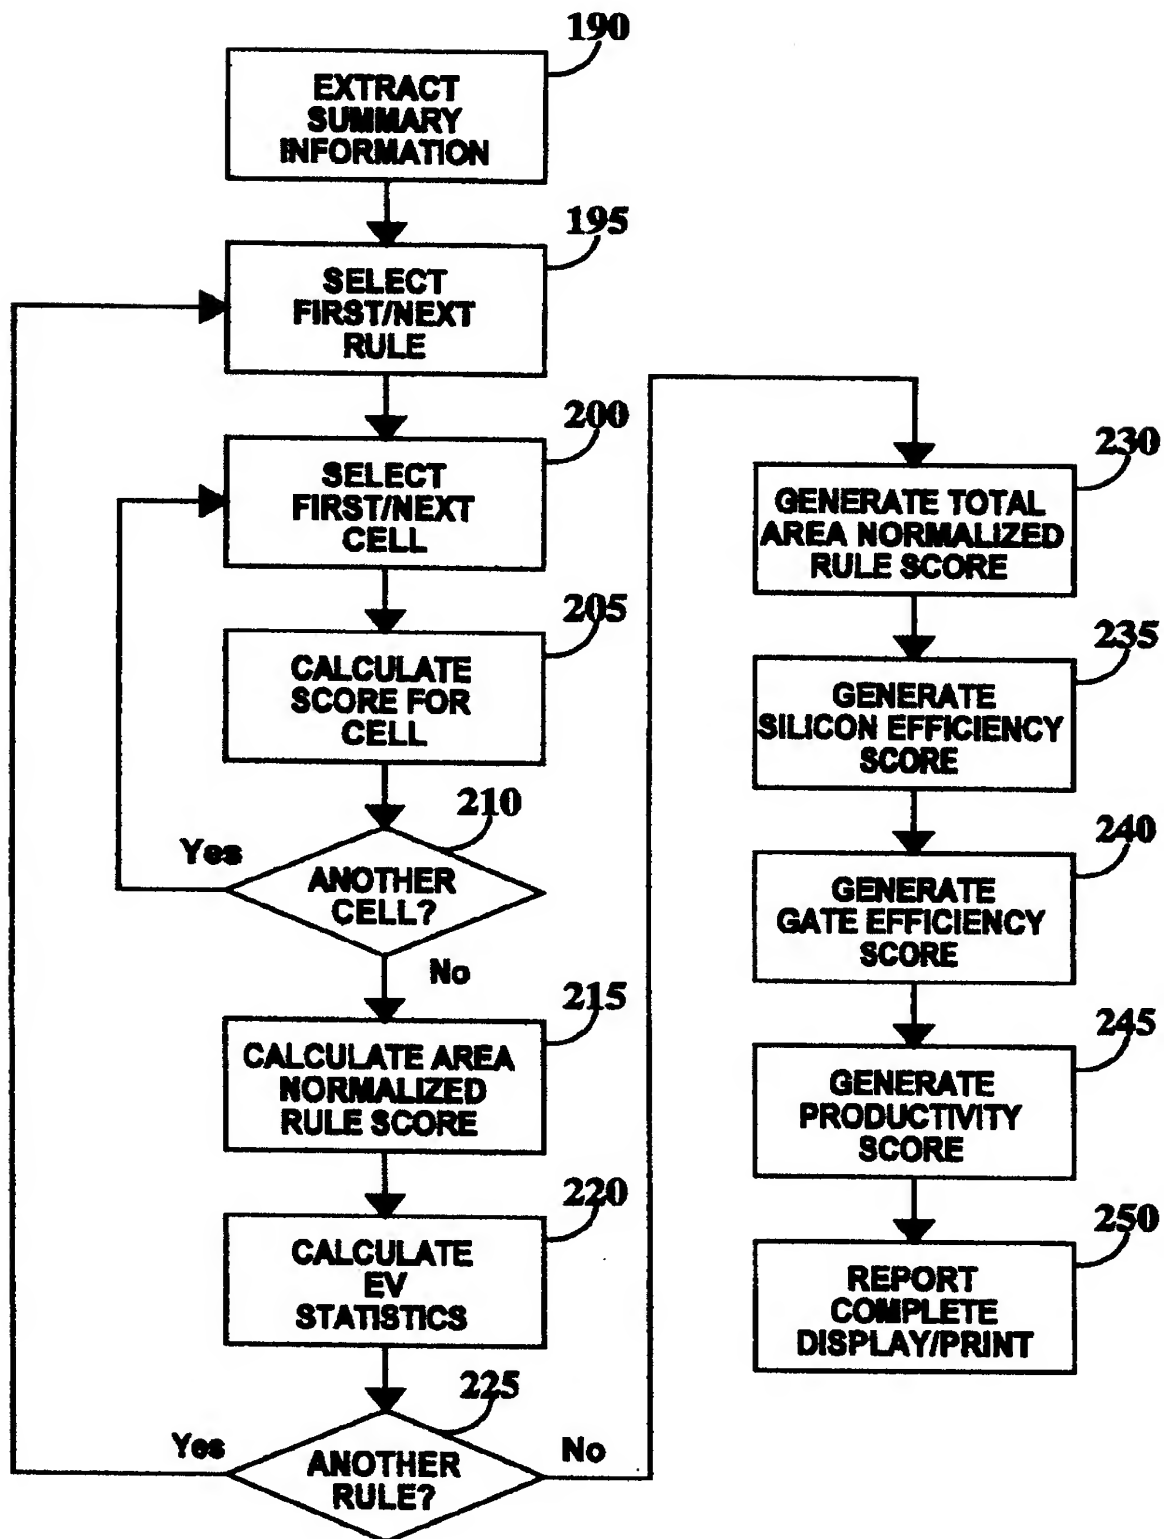 190
EXTRACT
SUMMARY
INFORMATION
195
SELECT
FIRST/NEXT
RULE
200
SELECT
FIRST/NEXT
CELL
205
CALCULATE
SCORE FOR
CELL
210
Yes
ANOTHER
CELL?
No
215
CALCULATE AREA
NORMALIZED
RULE SCORE
220
CALCULATE
EV
STATISTICS
225
Yes
No
ANOTHER
RULE?
230
GENERATE TOTAL
AREA NORMALIZED
RULE SCORE
235
GENERATE
SILICON EFFICIENCY
SCORE
240
GENERATE
GATE EFFICIENCY
SCORE
245
GENERATE
PRODUCTIVITY
SCORE
250
REPORT
COMPLETE
DISPLAY/PRINT